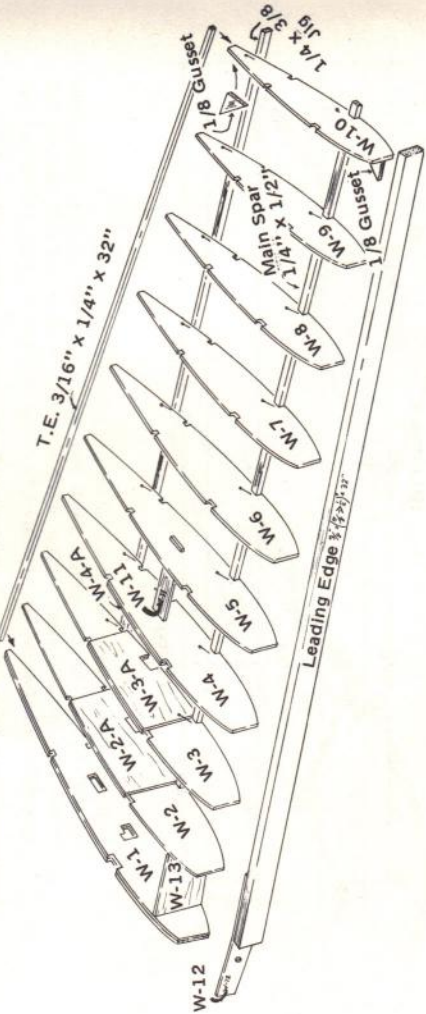 T.E. 3/16" x 1/4" x 32"
1/8 Gusset
1/4 x 3/8
Jig
W-10
1/8 Gusset
Main Spar
1/4" x 1/2"
W-9
W-8
W-7
W-6
W-5
W-11
W-4-A
W-4
W-3-A
W-3
W-2-A
W-2
W-1
W-13
W-12
Leading Edge